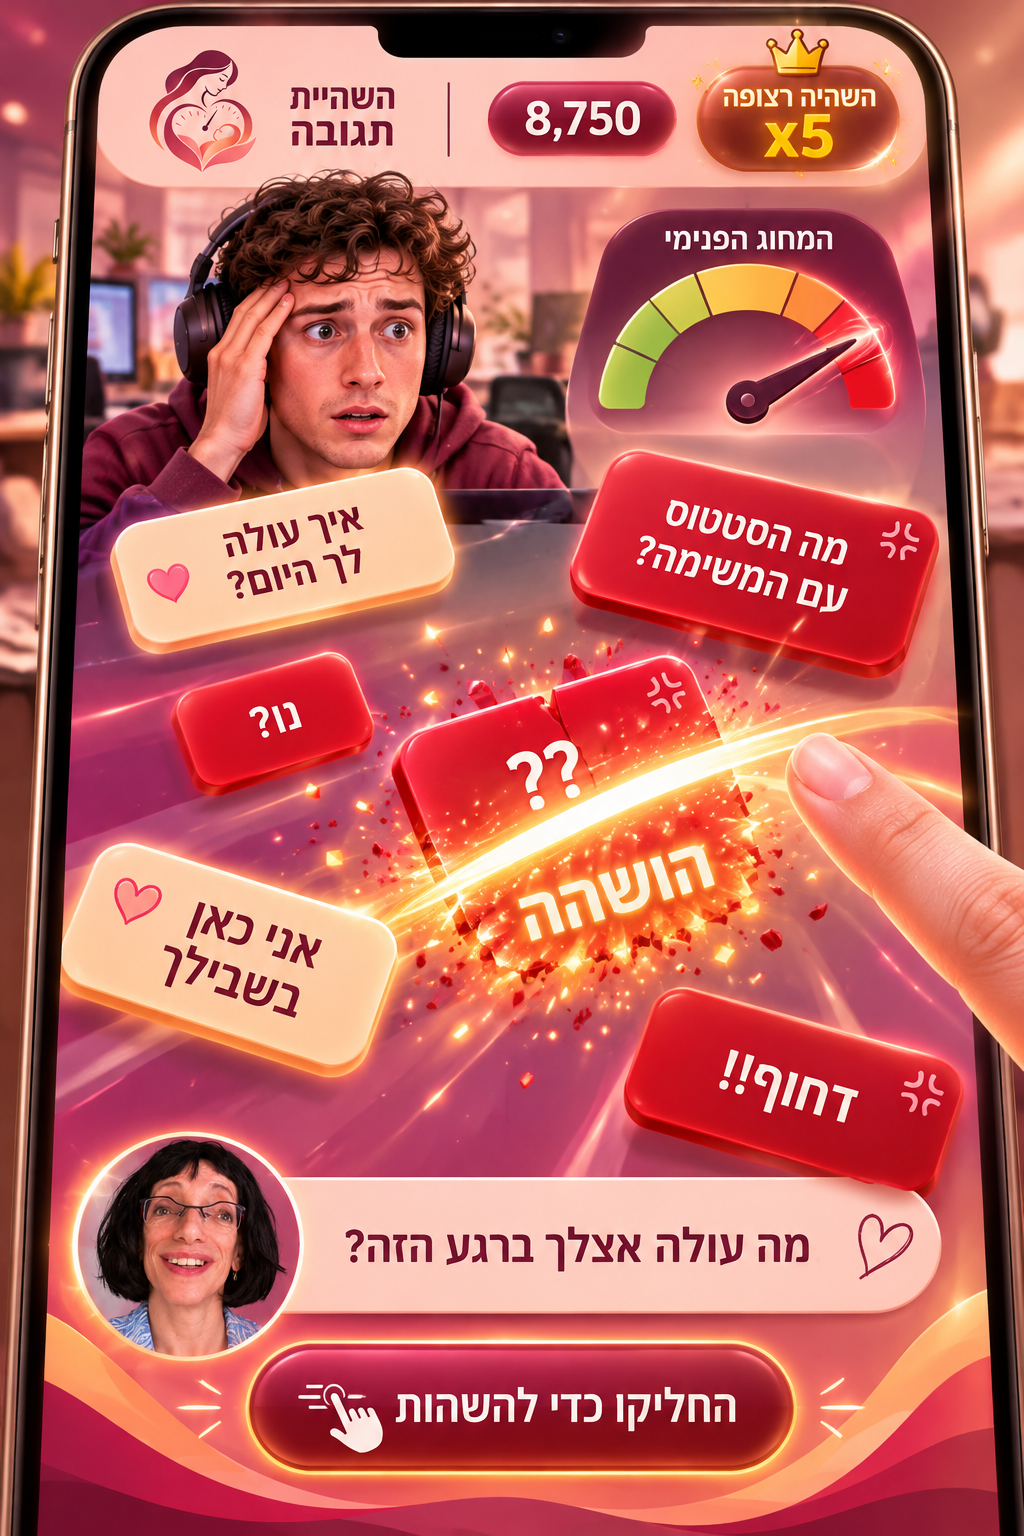 השהיית
תגובה
8,750
השהיה רצופה
x5
המחוג הפנימי
איך עולה
לך היום?
מה הסטטוס
עם המשימה?
נו?
??
הושהה
אני כאן
בשבילך
דחוף!!
מה עולה אצלך ברגע הזה?
החליקו כדי להשהות